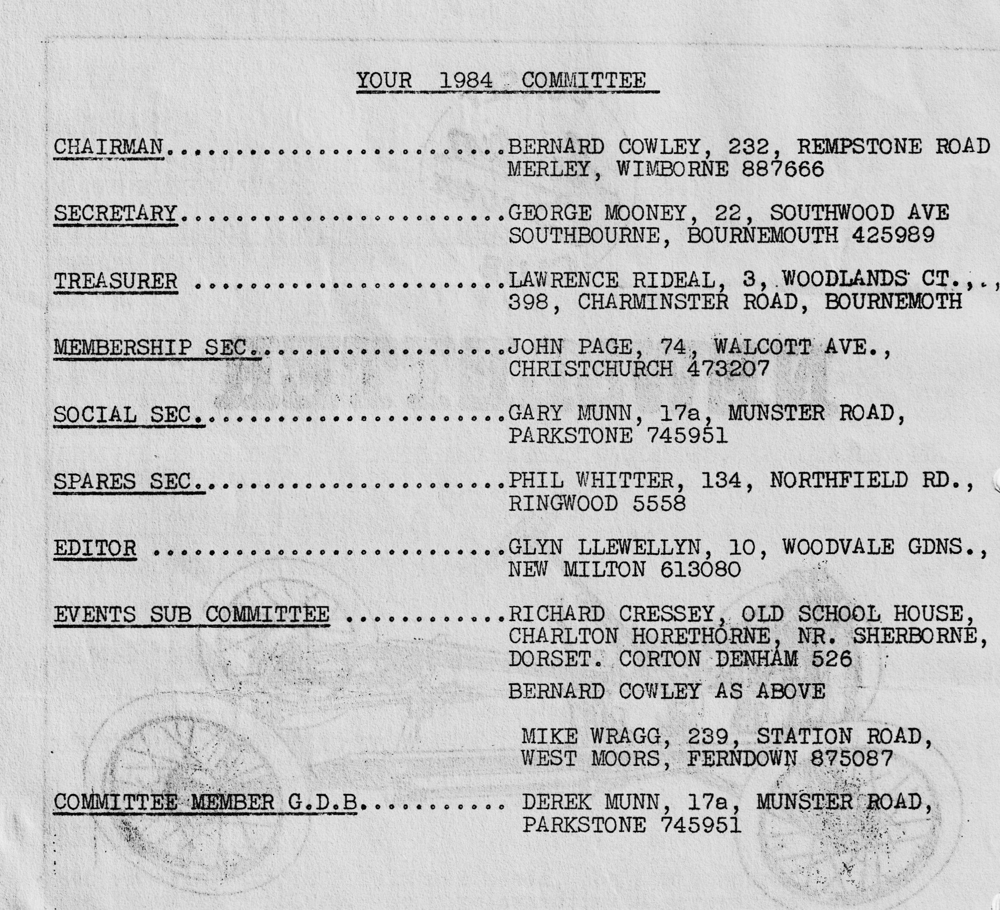 YOUR 1984 COMMITTEE
CHAIRMAN.........................BERNARD COWLEY, 232, REMPSTONE ROAD
MERLEY, WIMBORNE 887666
SECRETARY........................GEORGE MOONEY, 22, SOUTHWOOD AVE
SOUTHBOURNE, BOURNEMOUTH 425989
TREASURER .......................LAWRENCE RIDEAL, 3, WOODLANDS CT.,.,
398, CHARMINSTER ROAD, BOURNEMOTH
MEMBERSHIP SEC...................JOHN PAGE, 74, WALCOTT AVE.,
CHRISTCHURCH 473207
SOCIAL SEC.......................GARY MUNN, 17a, MUNSTER ROAD,
PARKSTONE 745951
SPARES SEC.......................PHIL WHITTER, 134, NORTHFIELD RD.,
RINGWOOD 5558
EDITOR ..........................GLYN LLEWELLYN, 10, WOODVALE GDNS.,
NEW MILTON 613080
EVENTS SUB COMMITTEE ............RICHARD CRESSEY, OLD SCHOOL HOUSE,
CHARLTON HORETHORNE, NR. SHERBORNE,
DORSET. CORTON DENHAM 526
BERNARD COWLEY AS ABOVE
MIKE WRAGG, 239, STATION ROAD,
WEST MOORS, FERNDOWN 875087
COMMITTEE MEMBER G.D.B........... DEREK MUNN, 17a, MUNSTER ROAD,
PARKSTONE 745951